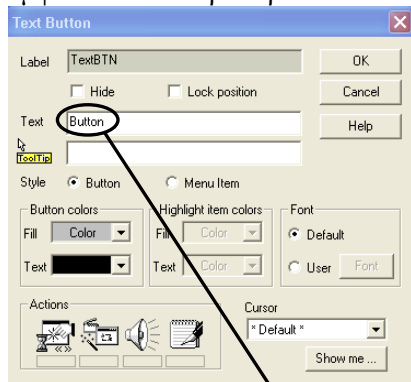 Text Button
Label TextBTN OK
Hide Lock position Cancel
Text Button Help
ToolTip
Style Button Menu Item
Button colors Highlight item colors Font
Fill Color Fill Color Default
Text Text Color User Font
Actions Cursor
* Default *
Show me ...